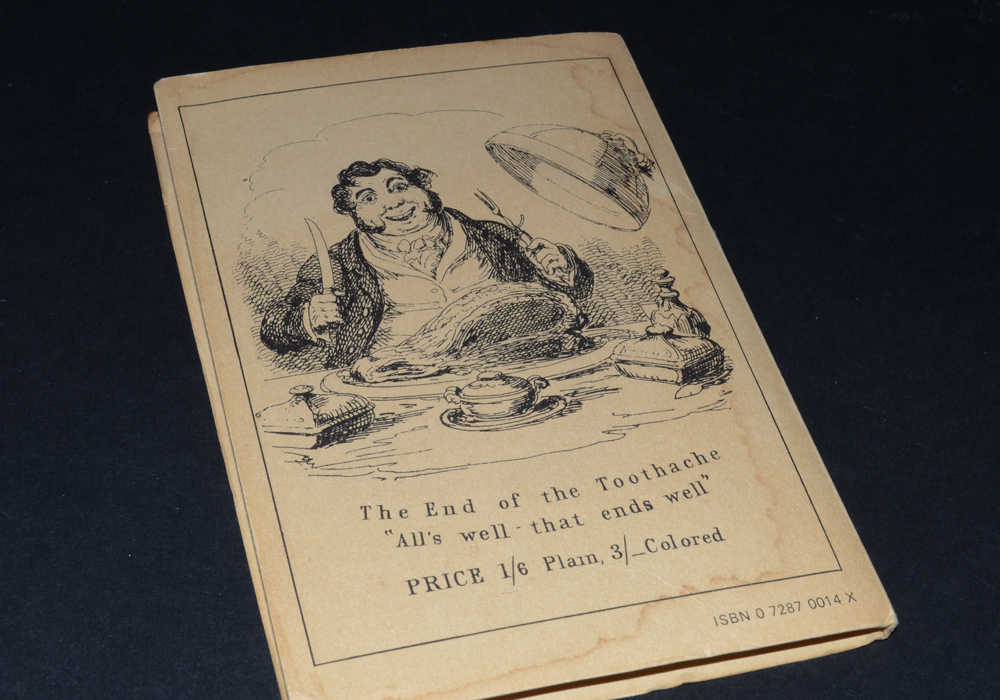 The End of the Toothache
"All's well - that ends well"
PRICE 1/6 Plain, 3/_Colored
ISBN 0 7287 0014 X